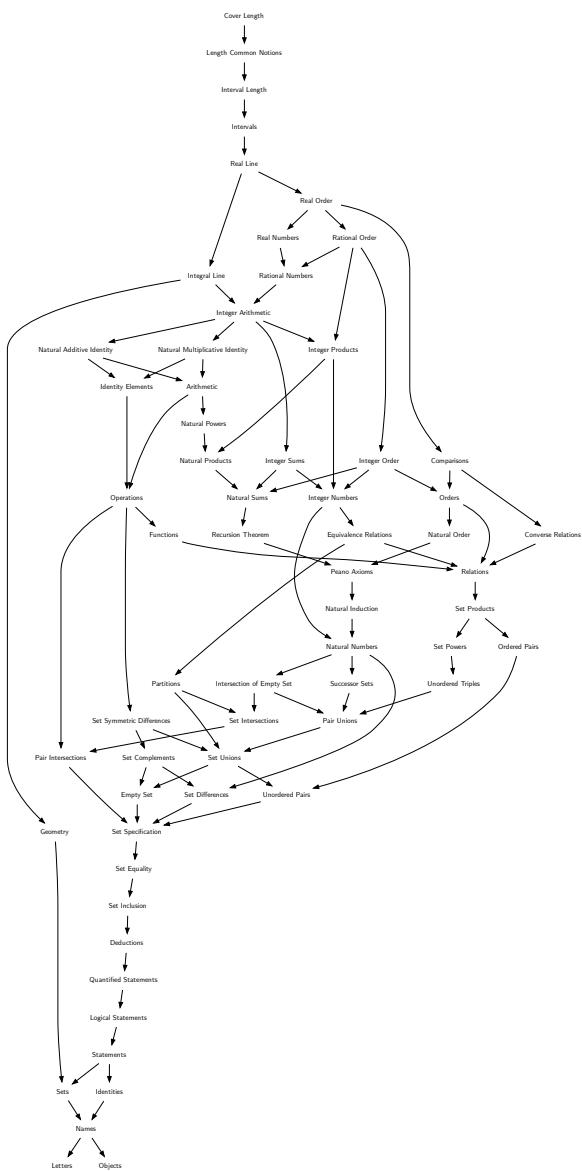 Cover Length
Length Common Notions
Interval Length
Intervals
Real Line
Real Order
Real Numbers
Rational Order
Integral Line
Rational Numbers
Integer Arithmetic
Natural Additive Identity
Natural Multiplicative Identity
Integer Products
Identity Elements
Arithmetic
Natural Powers
Natural Products
Integer Sums
Integer Order
Comparisons
Operations
Natural Sums
Integer Numbers
Orders
Functions
Recursion Theorem
Equivalence Relations
Natural Order
Converse Relations
Peano Axioms
Relations
Natural Induction
Set Products
Natural Numbers
Set Powers
Ordered Pairs
Partitions
Intersection of Empty Set
Successor Sets
Unordered Triples
Set Symmetric Differences
Set Intersections
Pair Unions
Pair Intersections
Set Complements
Set Unions
Empty Set
Set Differences
Unordered Pairs
Geometry
Set Specification
Set Equality
Set Inclusion
Deductions
Quantified Statements
Logical Statements
Statements
Sets
Identities
Names
Letters
Objects